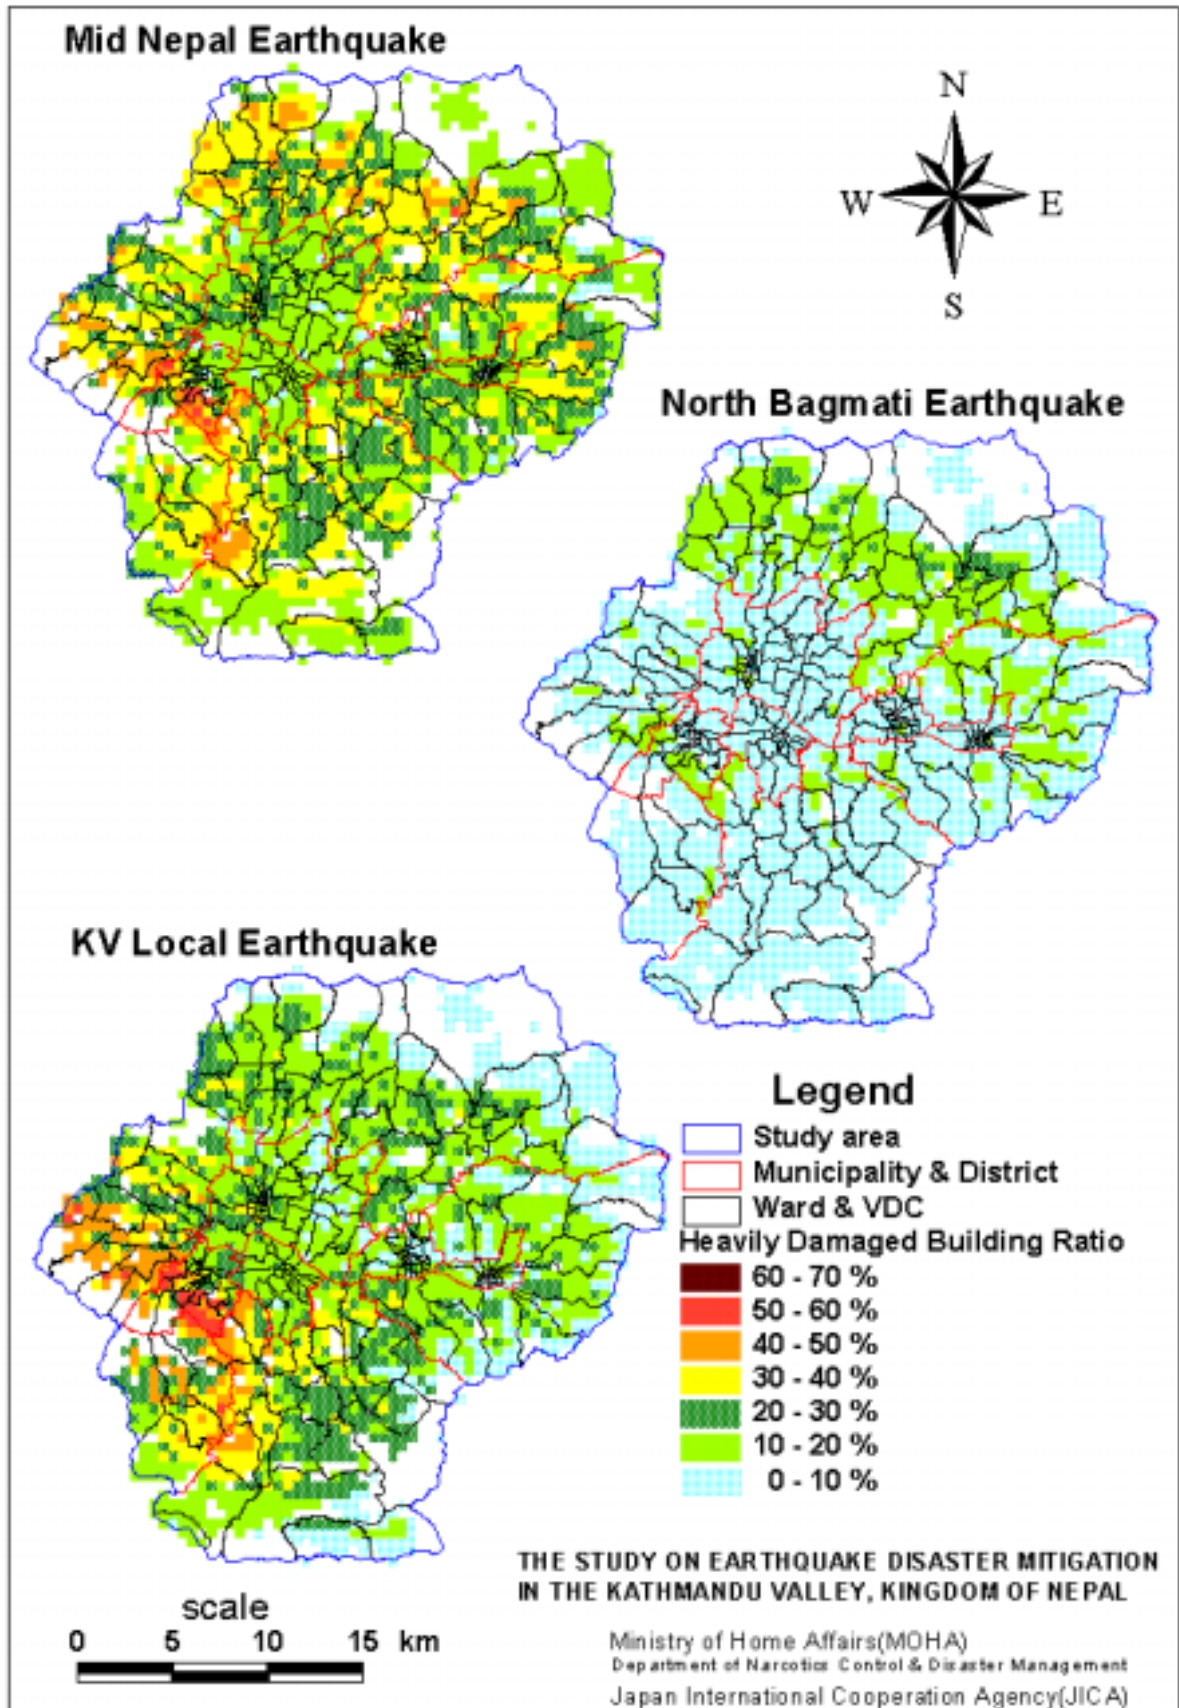 Mid Nepal Earthquake
N
W
E
S
North Bagmati Earthquake
KV Local Earthquake
Legend
Study area
Municipality & District
Ward & VDC
Heavily Damaged Building Ratio
60 - 70 %
50 - 60 %
40 - 50 %
30 - 40 %
20 - 30 %
10 - 20 %
0 - 10 %
THE STUDY ON EARTHQUAKE DISASTER MITIGATION
IN THE KATHMANDU VALLEY, KINGDOM OF NEPAL
scale
0 5 10 15 km
Ministry of Home Affairs(MOHA)
Department of Narcotics Control & Disaster Management
Japan International Cooperation Agency(JICA)